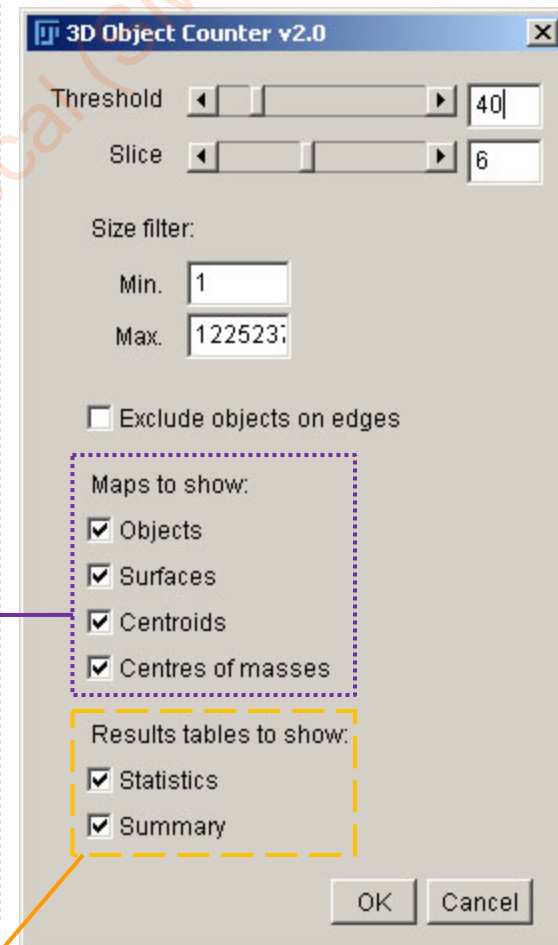 3D Object Counter v2.0
Threshold 40
Slice 6
Size filter:
Min. 1
Max. 1225237
Exclude objects on edges
Maps to show:
Objects
Surfaces
Centroids
Centres of masses
Results tables to show:
Statistics
Summary
OK Cancel